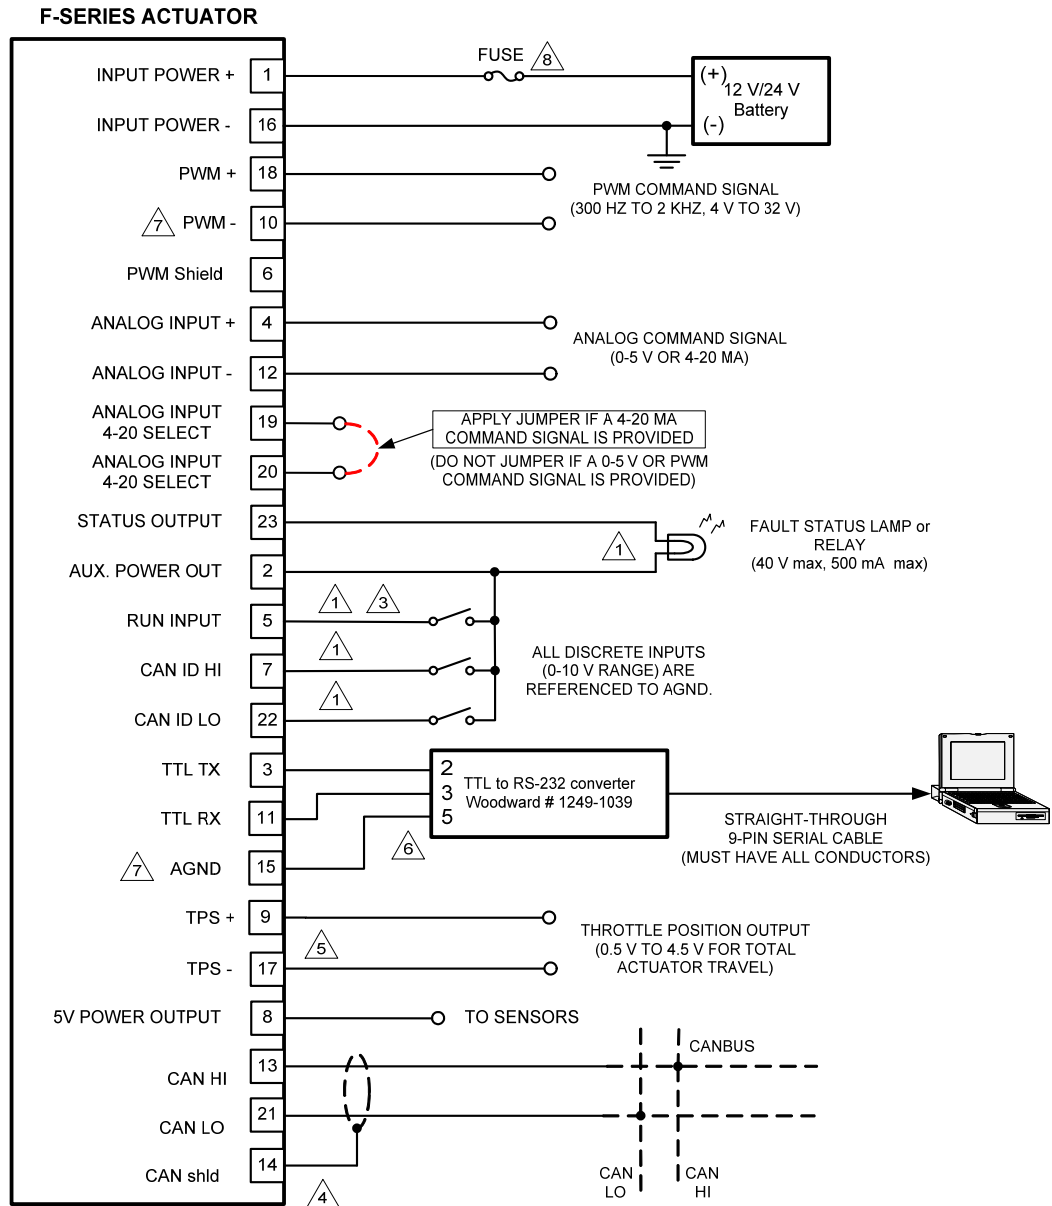 F-SERIES ACTUATOR
INPUT POWER + 1
FUSE 8
(+)
12 V/24 V
Battery
(-)
INPUT POWER - 16
PWM + 18
PWM COMMAND SIGNAL
(300 HZ TO 2 KHZ, 4 V TO 32 V)
7 PWM - 10
PWM Shield 6
ANALOG INPUT + 4
ANALOG COMMAND SIGNAL
(0-5 V OR 4-20 MA)
ANALOG INPUT - 12
ANALOG INPUT
4-20 SELECT
19
APPLY JUMPER IF A 4-20 MA
COMMAND SIGNAL IS PROVIDED
(DO NOT JUMPER IF A 0-5 V OR PWM
COMMAND SIGNAL IS PROVIDED)
ANALOG INPUT
4-20 SELECT
20
STATUS OUTPUT 23
1
FAULT STATUS LAMP or
RELAY
(40 V max, 500 mA max)
AUX. POWER OUT 2
RUN INPUT 5
1 3
ALL DISCRETE INPUTS
(0-10 V RANGE) ARE
REFERENCED TO AGND.
CAN ID HI 7
1
CAN ID LO 22
1
TTL TX 3
2
3
5
TTL to RS-232 converter
Woodward # 1249-1039
TTL RX 11
STRAIGHT-THROUGH
9-PIN SERIAL CABLE
(MUST HAVE ALL CONDUCTORS)
6
7 AGND 15
TPS + 9
THROTTLE POSITION OUTPUT
(0.5 V TO 4.5 V FOR TOTAL
ACTUATOR TRAVEL)
5
TPS - 17
5V POWER OUTPUT 8
TO SENSORS
CANBUS
13
CAN HI
21
CAN LO
14
CAN shld
4
CAN
LO
CAN
HI